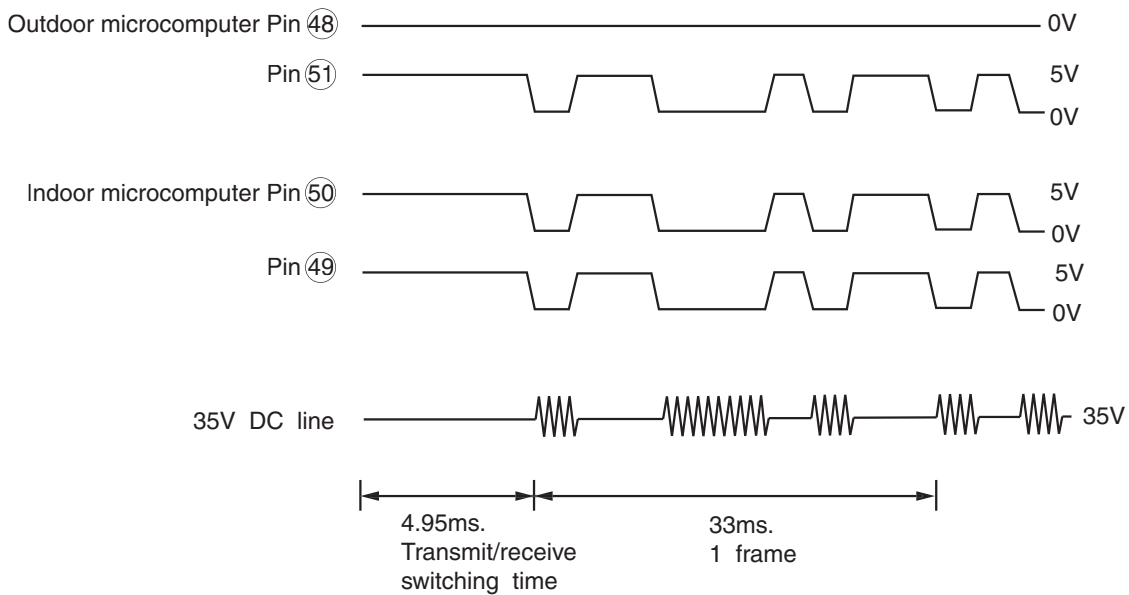 Outdoor microcomputer Pin 48 0V
Pin 51 5V
0V
Indoor microcomputer Pin 50 5V
0V
Pin 49 5V
0V
35V DC line 35V
4.95ms.
Transmit/receive
switching time
33ms.
1 frame